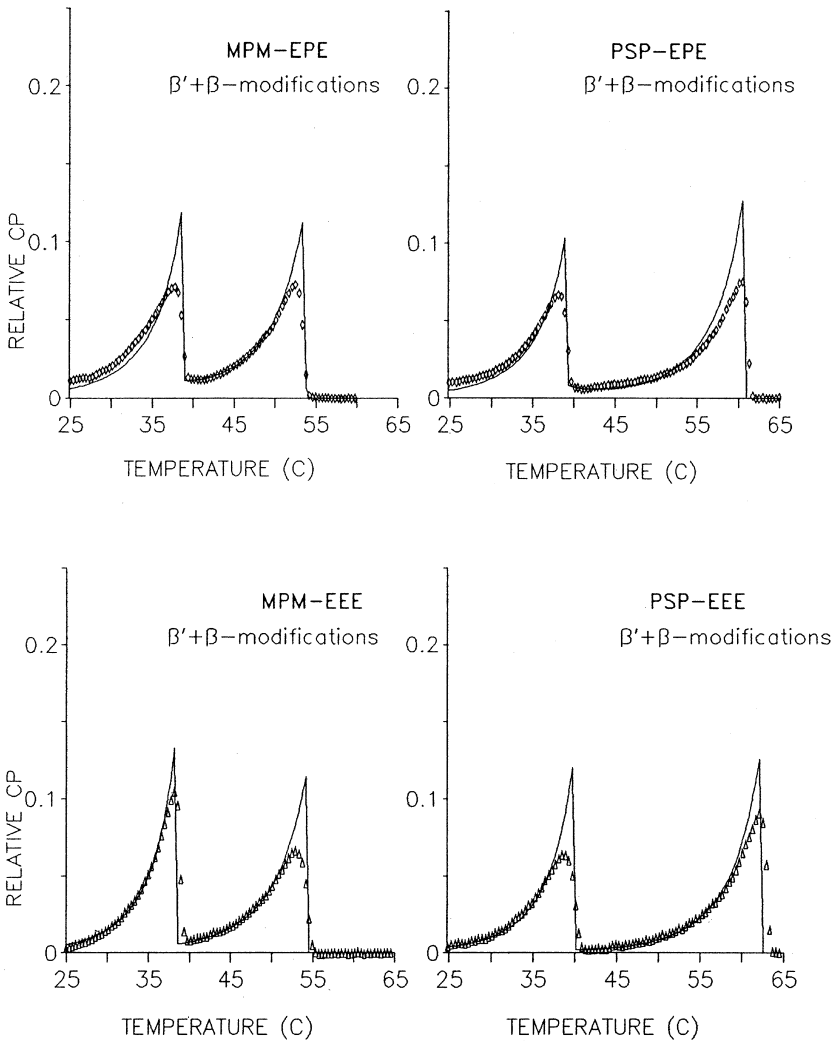 MPM-EPE
β'+β-modifications
0.2
0.1
0
RELATIVE CP
25 35 45 55 65
TEMPERATURE (C)
PSP-EPE
β'+β-modifications
0.2
0.1
0
25 35 45 55 65
TEMPERATURE (C)
MPM-EEE
β'+β-modifications
0.2
0.1
0
RELATIVE CP
25 35 45 55 65
TEMPERATURE (C)
PSP-EEE
β'+β-modifications
0.2
0.1
0
25 35 45 55 65
TEMPERATURE (C)